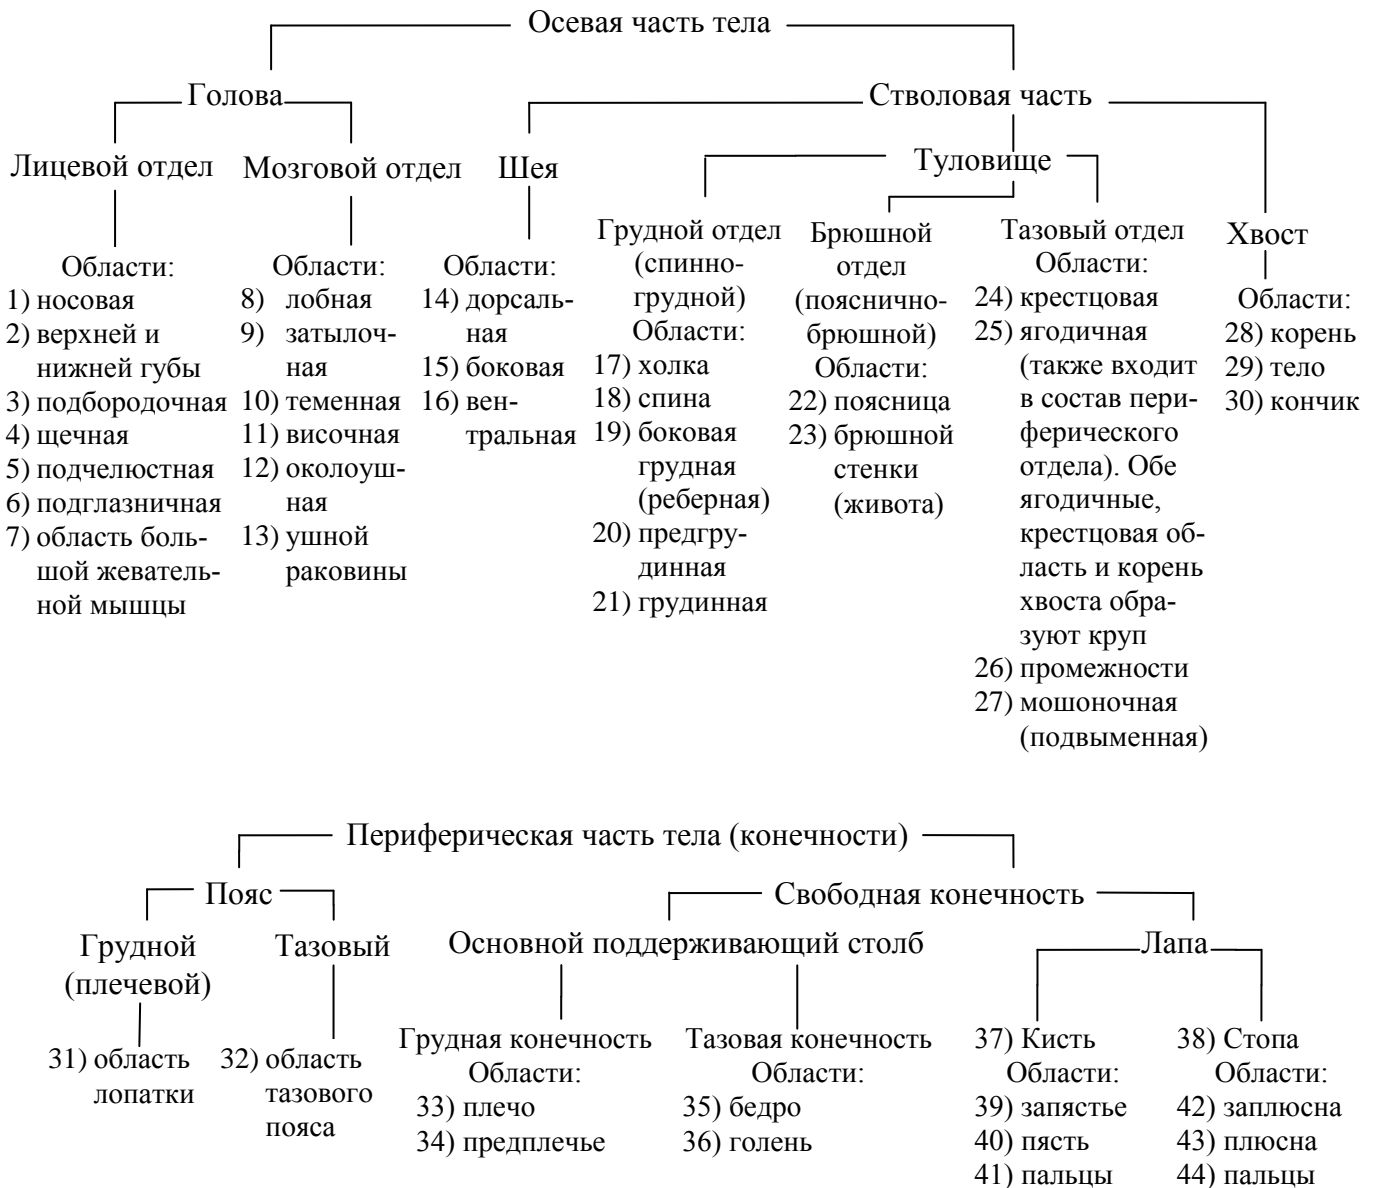 Осевая часть тела
Голова
Стволовая часть
Лицевой отдел
Области:
1) носовая
2) верхней и
нижней губы
3) подбородочная
4) щечная
5) подчелюстная
6) подглазничная
7) область боль-
шой жеватель-
ной мышцы
Мозговой отдел
Области:
8) лобная
9) затылоч-
ная
10) теменная
11) височная
12) околоуш-
ная
13) ушной
раковины
Шея
Области:
14) дорсаль-
ная
15) боковая
16) вен-
тральная
Туловище
Грудной отдел
(спинно-
грудной)
Области:
17) холка
18) спина
19) боковая
грудная
(реберная)
20) предгру-
динная
21) грудинная
Брюшной
отдел
(пояснично-
брюшной)
Области:
22) поясница
23) брюшной
стенки
(живота)
Тазовый отдел
Области:
24) крестцовая
25) ягодичная
(также входит
в состав пери-
ферического
отдела). Обе
ягодичные,
крестцовая об-
ласть и корень
хвоста обра-
зуют круп
26) промежности
27) мошоночная
(подвыменная)
Хвост
Области:
28) корень
29) тело
30) кончик
Периферическая часть тела (конечности)
Пояс
Свободная конечность
Грудной
(плечевой)
31) область
лопатки
Тазовый
32) область
тазового
пояса
Основной поддерживающий столб
Грудная конечность
Области:
33) плечо
34) предплечье
Тазовая конечность
Области:
35) бедро
36) голень
Лапа
37) Кисть
Области:
39) запястье
40) пясть
41) пальцы
38) Стопа
Области:
42) заплюсна
43) плюсна
44) пальцы